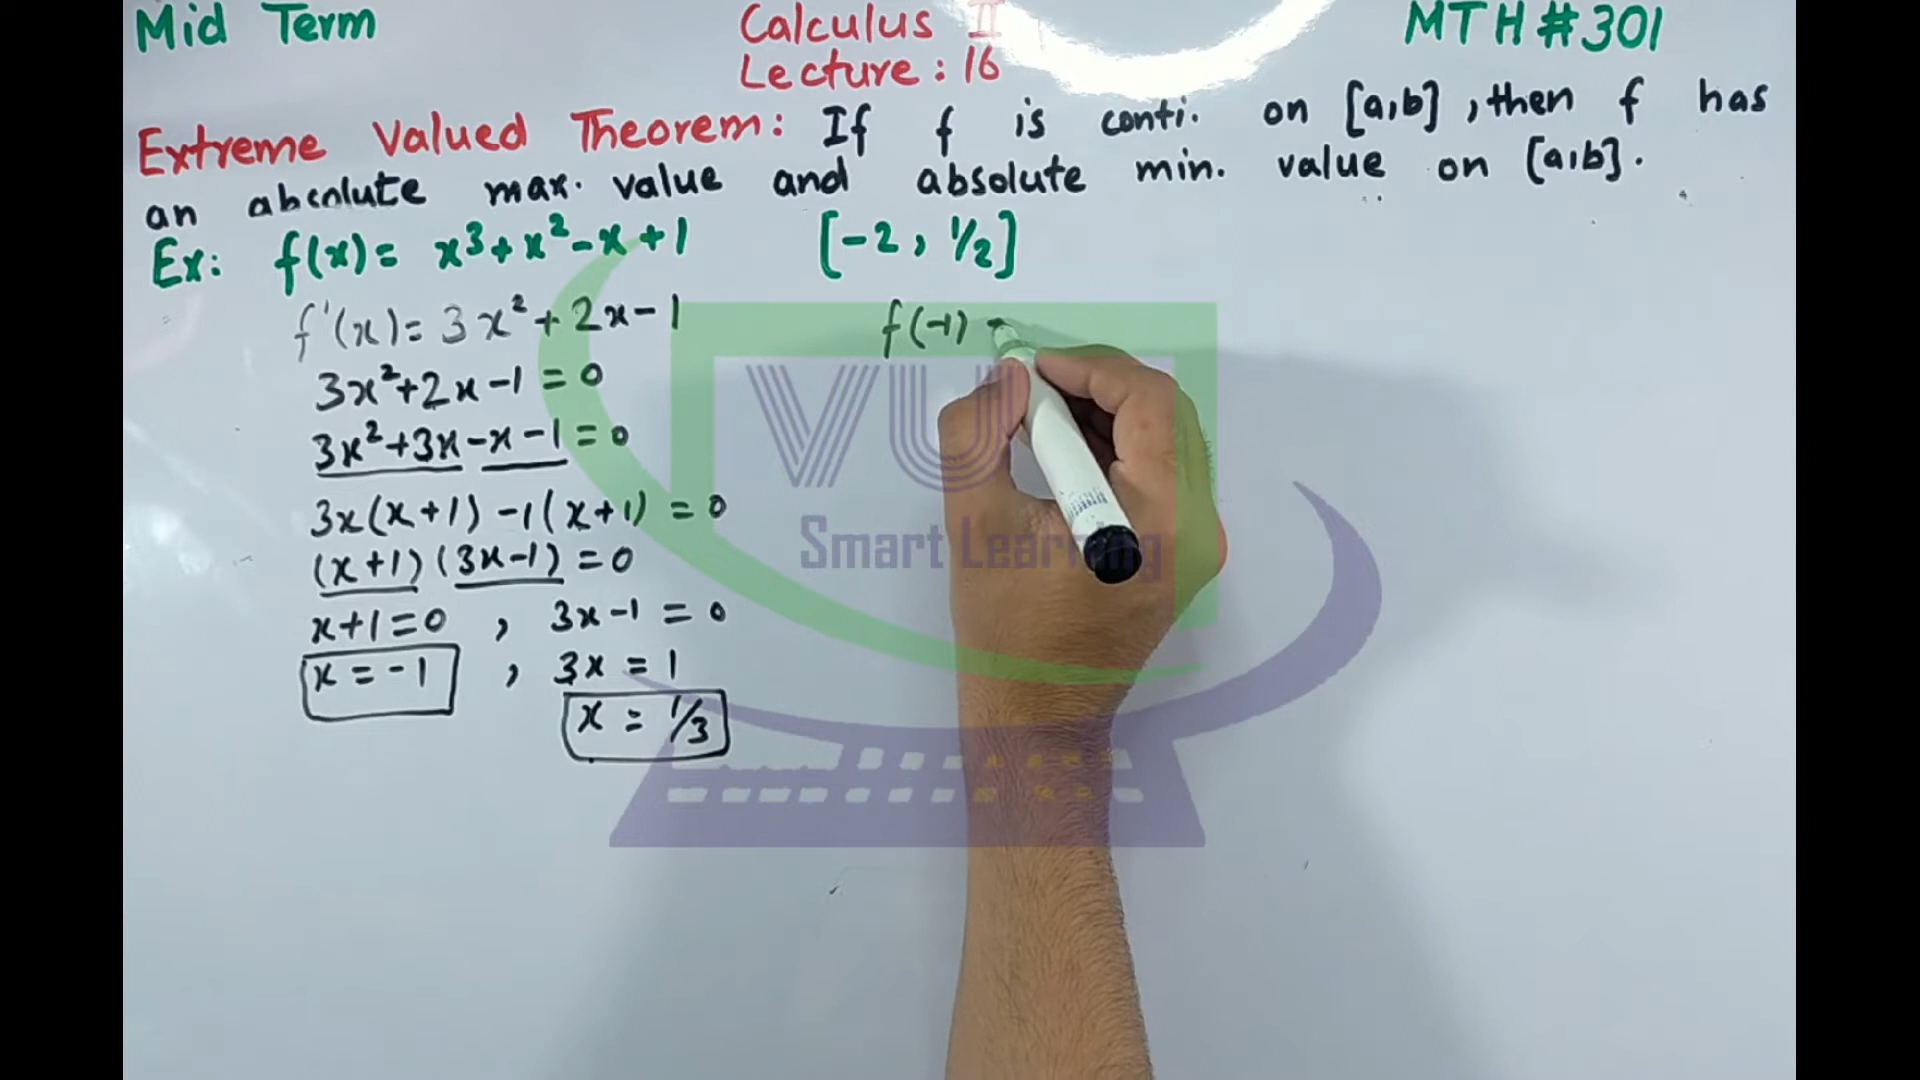 Mid Term
Calculus II
MTH#301
Lecture: 16
Extreme Valued Theorem: If f is conti. on [a,b], then f has
an absolute max. value and absolute min. value on [a,b].
Ex: f(x)= x³+x²-x+1 [-2, 1/2]
f'(x)= 3x²+2x-1
3x²+2x-1=0
3x²+3x-x-1=0
3x(x+1)-1(x+1)=0
(x+1)(3x-1)=0
x+1=0 , 3x-1=0
x=-1 , 3x=1
x=1/3
f(-1)
VU
Smart Learning